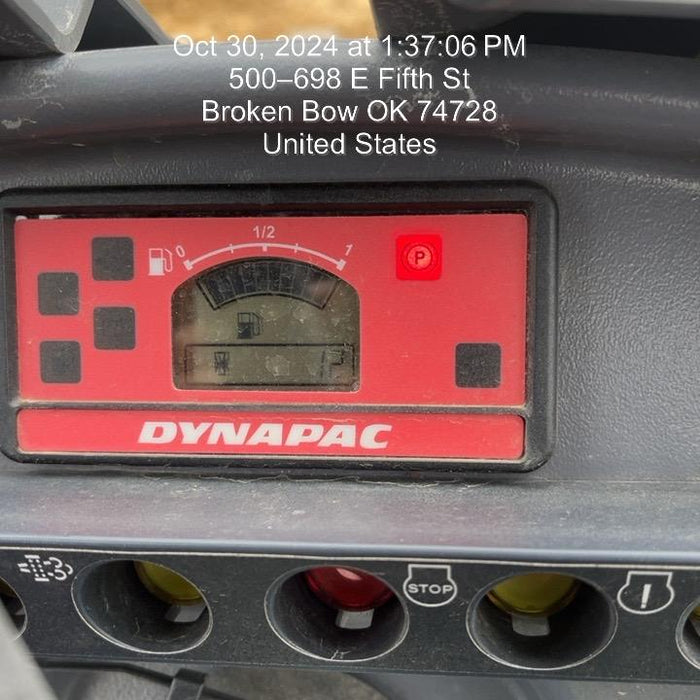 Oct 30, 2024 at 1:37:06 PM
500–698 E Fifth St
Broken Bow OK 74728
United States
0 1/2 1
P
DYNAPAC
STOP
!